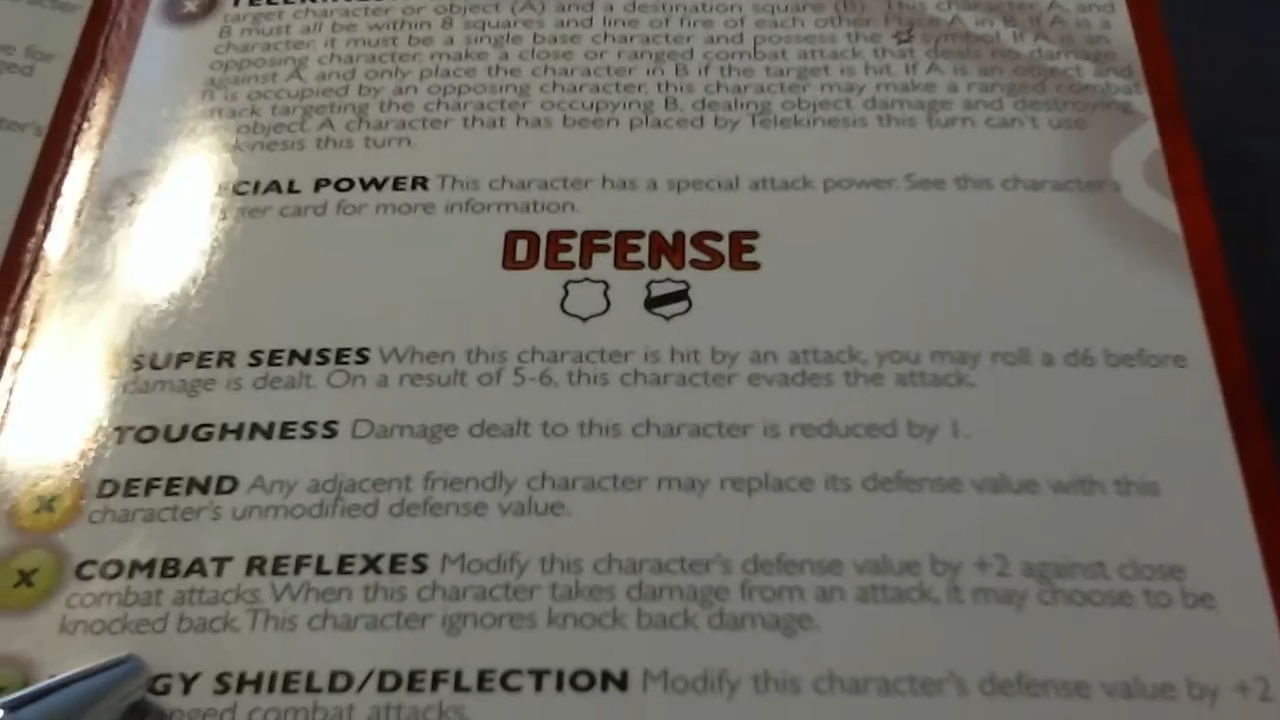 target character or object (A) and a destination square (B). This character, A, and
B must all be within 8 squares and line of fire of each other. Place A in B. If A is a
character, it must be a single base character and possess the symbol. If A is an
opposing character, make a close or ranged combat attack that deals no damage
against A and only place the character in B if the target is hit. If A is an object and
B is occupied by an opposing character, this character may make a ranged combat
targeting the character occupying B, dealing object damage and destroying
object. A character that has been placed by Telekinesis this turn can't use
kinesis this turn.
CIAL POWER This character has a special attack power. See this character's
card for more information.
DEFENSE
SUPER SENSES When this character is hit by an attack, you may roll a d6 before
damage is dealt. On a result of 5-6, this character evades the attack.
TOUGHNESS Damage dealt to this character is reduced by 1.
X DEFEND Any adjacent friendly character may replace its defense value with this
character's unmodified defense value.
X COMBAT REFLEXES Modify this character's defense value by +2 against close
combat attacks. When this character takes damage from an attack, it may choose to be
knocked back. This character ignores knock back damage.
GY SHIELD/DEFLECTION Modify this character's defense value by +2
combat attacks.